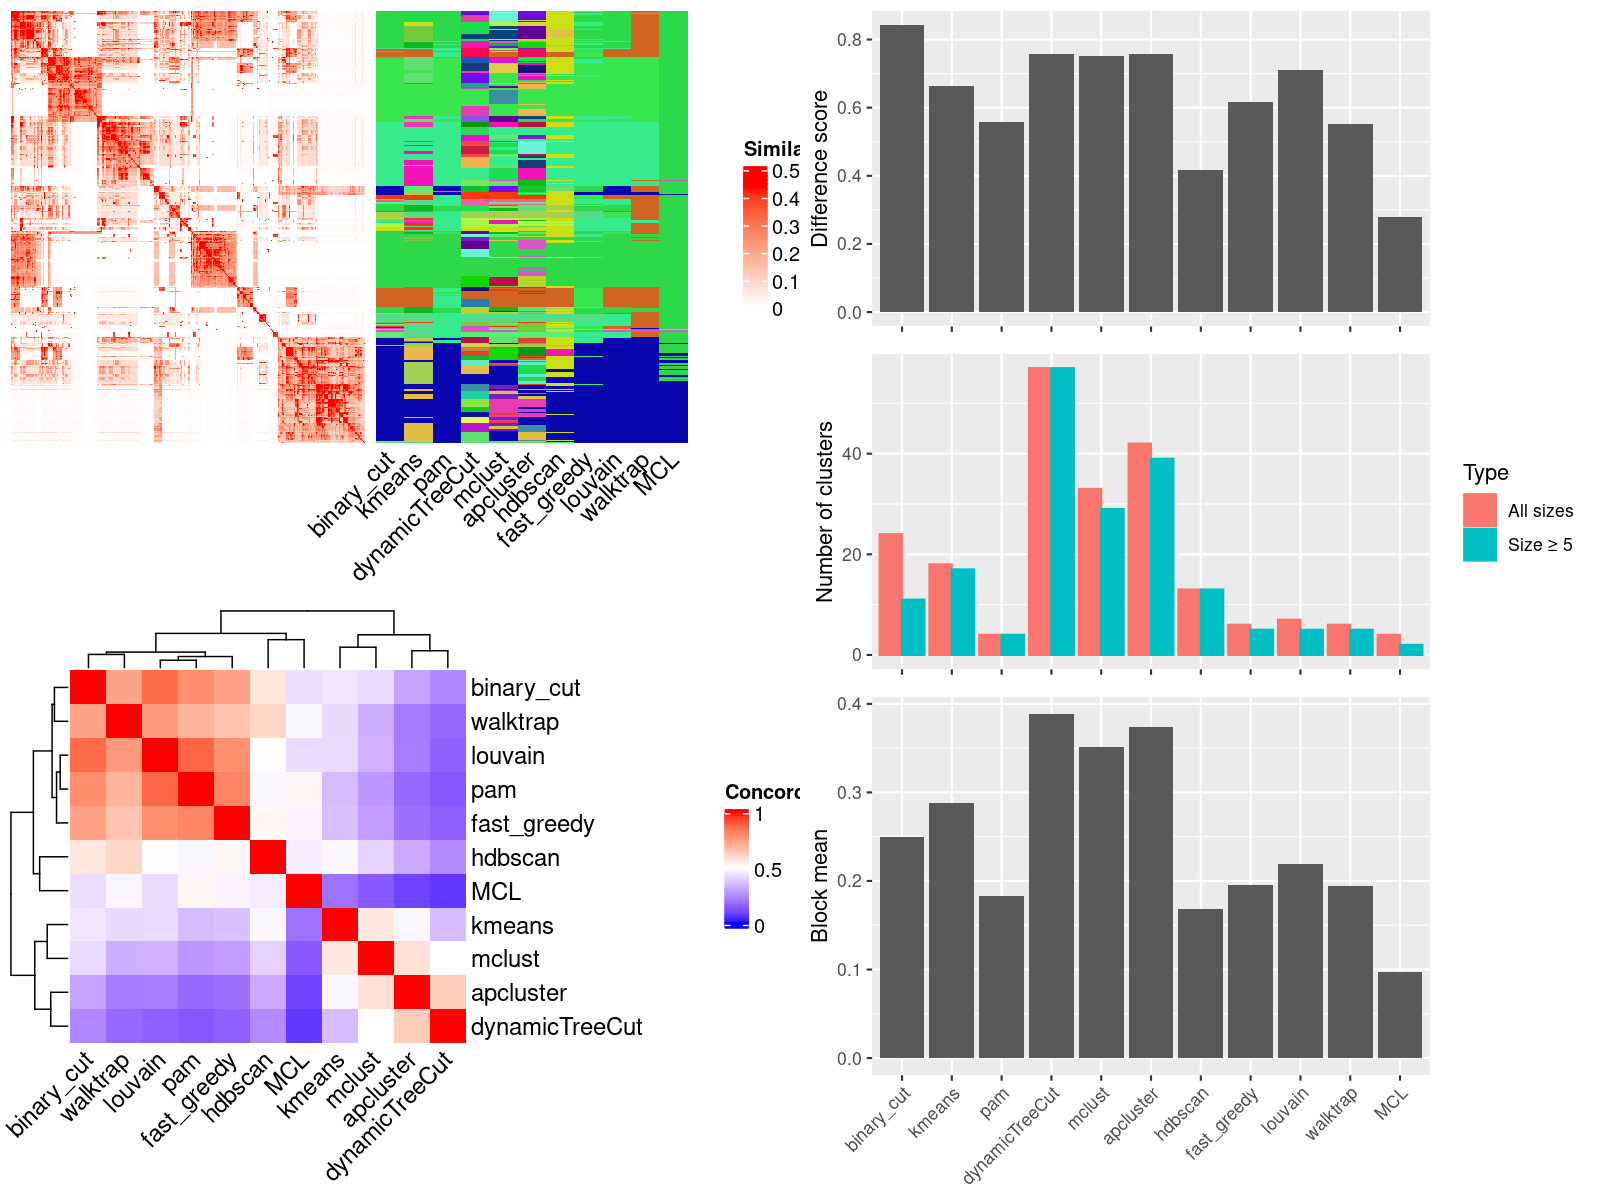 Simila
0.5
0.4
0.3
0.2
0.1
0
binary_cut
kmeans
pam
dynamicTreeCut
mclust
apcluster
hdbscan
fast_greedy
louvain
walktrap
MCL
binary_cut
walktrap
louvain
pam
fast_greedy
hdbscan
MCL
kmeans
mclust
apcluster
dynamicTreeCut
binary_cut
walktrap
louvain
pam
fast_greedy
hdbscan
MCL
kmeans
mclust
apcluster
dynamicTreeCut
Concord
1
0.5
0
Difference score
0.8
0.6
0.4
0.2
0.0
Number of clusters
40
20
0
Type
All sizes
Size ≥ 5
Block mean
0.4
0.3
0.2
0.1
0.0
binary_cut
kmeans
pam
dynamicTreeCut
mclust
apcluster
hdbscan
fast_greedy
louvain
walktrap
MCL